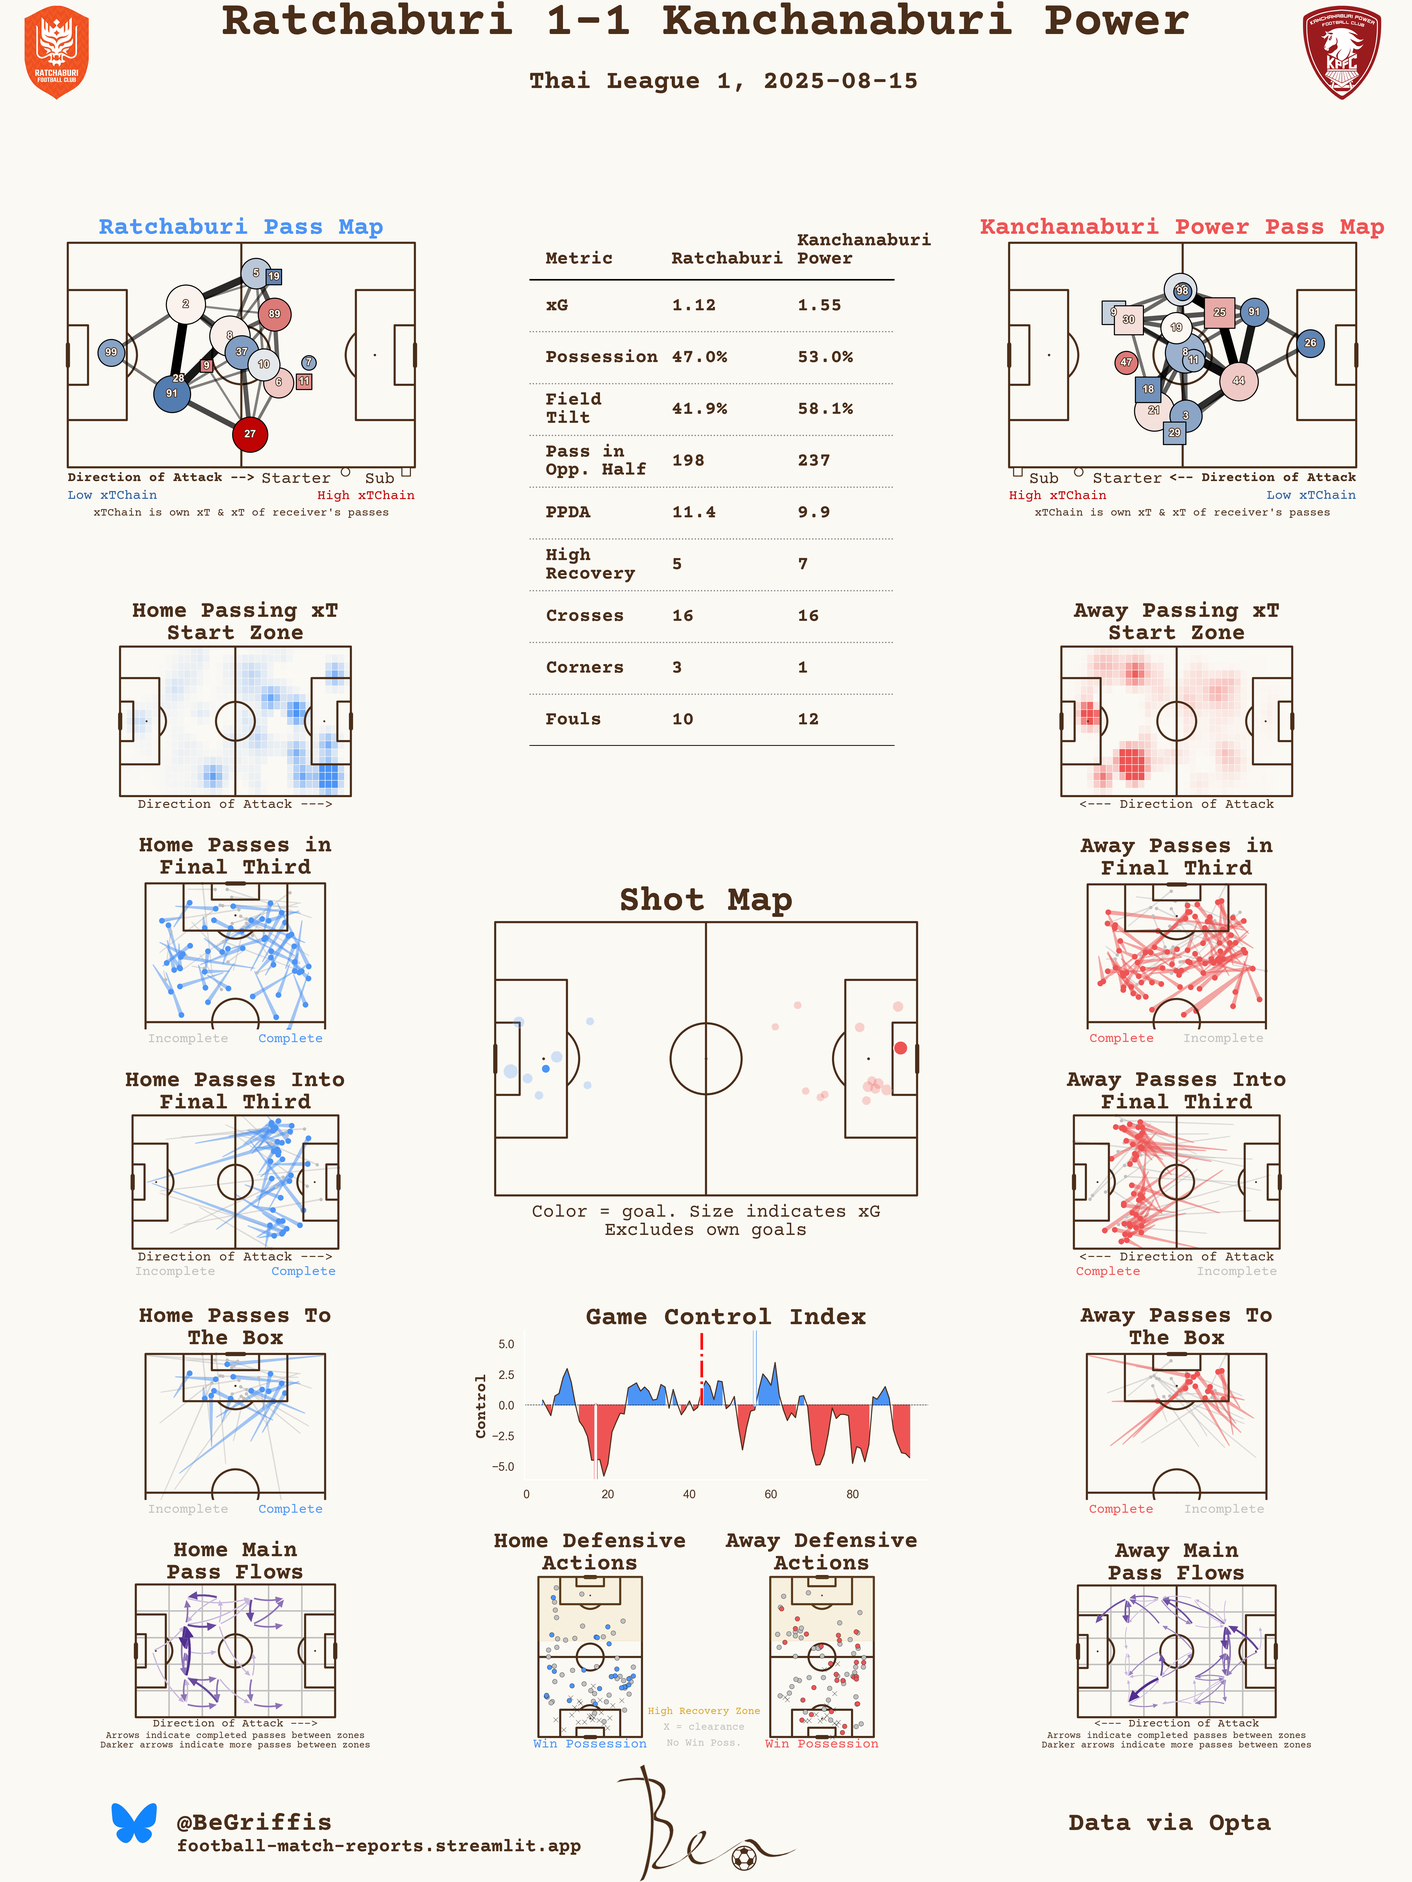 Ratchaburi 1-1 Kanchanaburi Power
Thai League 1, 2025-08-15
RATCHABURI
FOOTBALL CLUB
KANCHANABURI POWER
FOOTBALL CLUB
KPFC
Ratchaburi Pass Map
5
19
2
89
8
37
99
9
10
7
28
91
6
11
27
Direction of Attack --> Starter Sub
Low xTChain High xTChain
xTChain is own xT & xT of receiver's passes
Metric Ratchaburi Kanchanaburi Power
xG 1.12 1.55
Possession 47.0% 53.0%
Field Tilt 41.9% 58.1%
Pass in Opp. Half 198 237
PPDA 11.4 9.9
High Recovery 5 7
Crosses 16 16
Corners 3 1
Fouls 10 12
Kanchanaburi Power Pass Map
98
9
30
25
91
19
26
8
11
47
44
18
21
3
29
Sub Starter <-- Direction of Attack
High xTChain Low xTChain
xTChain is own xT & xT of receiver's passes
Home Passing xT
Start Zone
Direction of Attack --->
Away Passing xT
Start Zone
<--- Direction of Attack
Home Passes in
Final Third
Incomplete Complete
Away Passes in
Final Third
Complete Incomplete
Shot Map
Color = goal. Size indicates xG
Excludes own goals
Home Passes Into
Final Third
Direction of Attack --->
Incomplete Complete
Away Passes Into
Final Third
<--- Direction of Attack
Complete Incomplete
Home Passes To
The Box
Incomplete Complete
Game Control Index
Control
5.0
2.5
0.0
−2.5
−5.0
0 20 40 60 80
Away Passes To
The Box
Complete Incomplete
Home Main
Pass Flows
Direction of Attack --->
Arrows indicate completed passes between zones
Darker arrows indicate more passes between zones
Home Defensive
Actions
Win Possession
High Recovery Zone
X = clearance
No Win Poss.
Away Defensive
Actions
Win Possession
Away Main
Pass Flows
<--- Direction of Attack
Arrows indicate completed passes between zones
Darker arrows indicate more passes between zones
@BeGriffis
football-match-reports.streamlit.app
Ben
Data via Opta